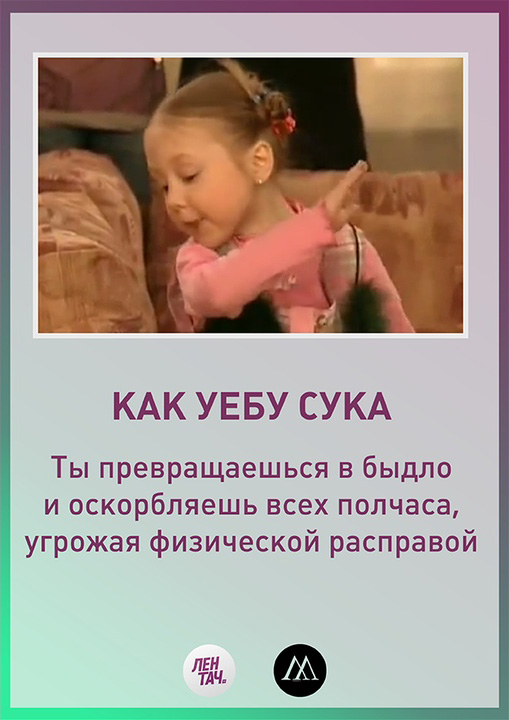 КАК УЕБУ СУКА
Ты превращаешься в быдло
и оскорбляешь всех полчаса,
угрожая физической расправой
ЛЕН
ТАЧ.